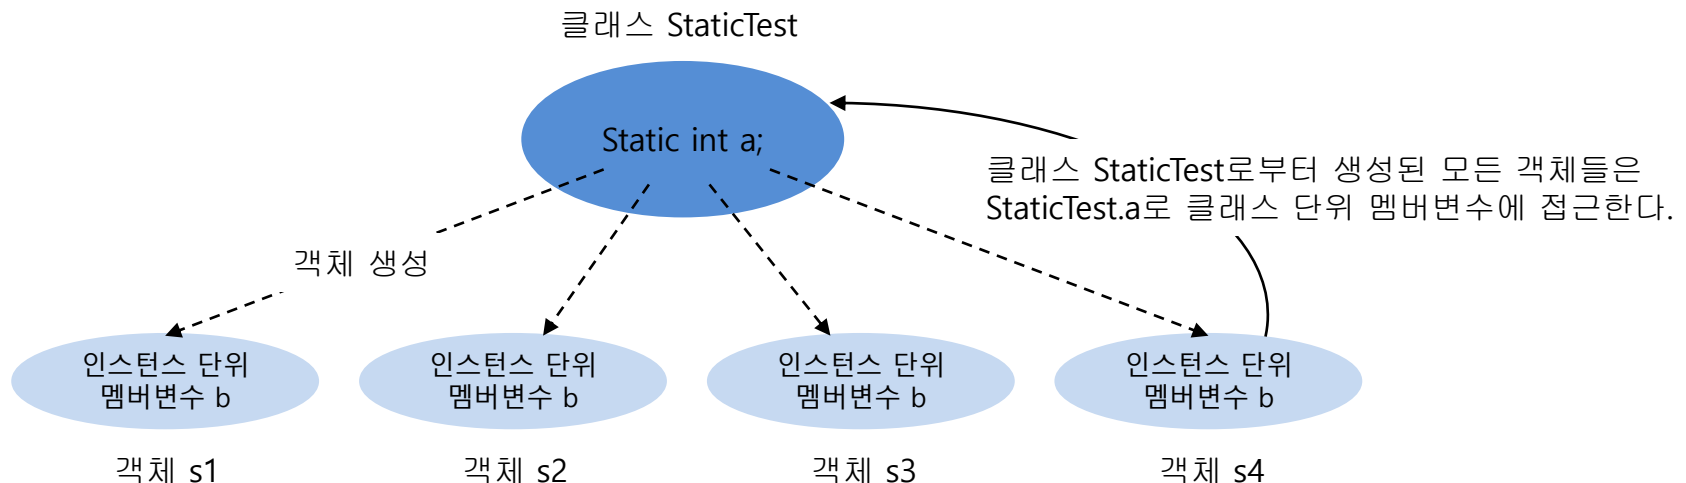 클래스 StaticTest
Static int a;
클래스 StaticTest로부터 생성된 모든 객체들은
StaticTest.a로 클래스 단위 멤버변수에 접근한다.
객체 생성
인스턴스 단위
멤버변수 b
인스턴스 단위
멤버변수 b
인스턴스 단위
멤버변수 b
인스턴스 단위
멤버변수 b
객체 s1
객체 s2
객체 s3
객체 s4